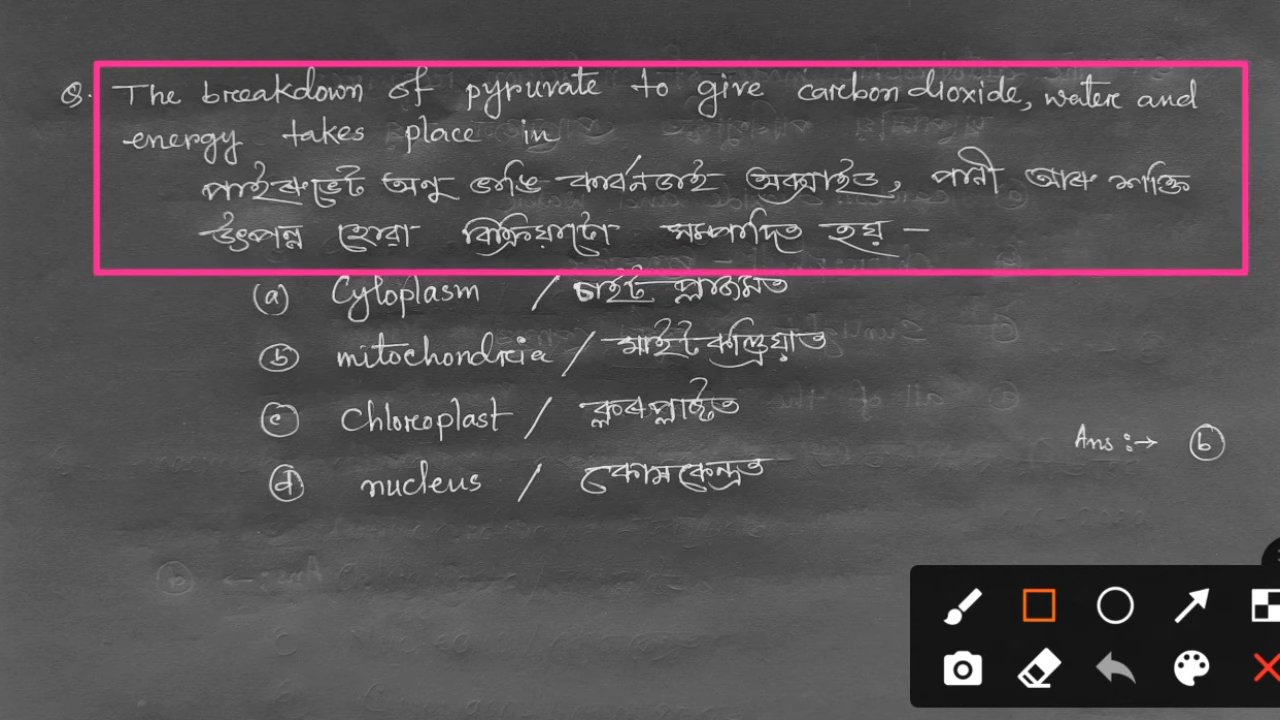 Q. The breakdown of pyruvate to give carbon dioxide, water and
energy takes place in
পাইৰুভেট অনু ভাঙি কাৰ্বনডাই অক্সাইড, পানী আৰু শক্তি
উৎপন্ন হোৱা বিক্ৰিয়াটো সম্পাদিত হয় –
(a) Cytoplasm / চাইট'প্লাজমত
(b) mitochondria / মাইট'কণ্ড্ৰিয়াত
(c) Chloroplast / ক্লৰ'প্লাষ্টত
(d) nucleus / কোষকেন্দ্ৰত
Ans :→ (b)